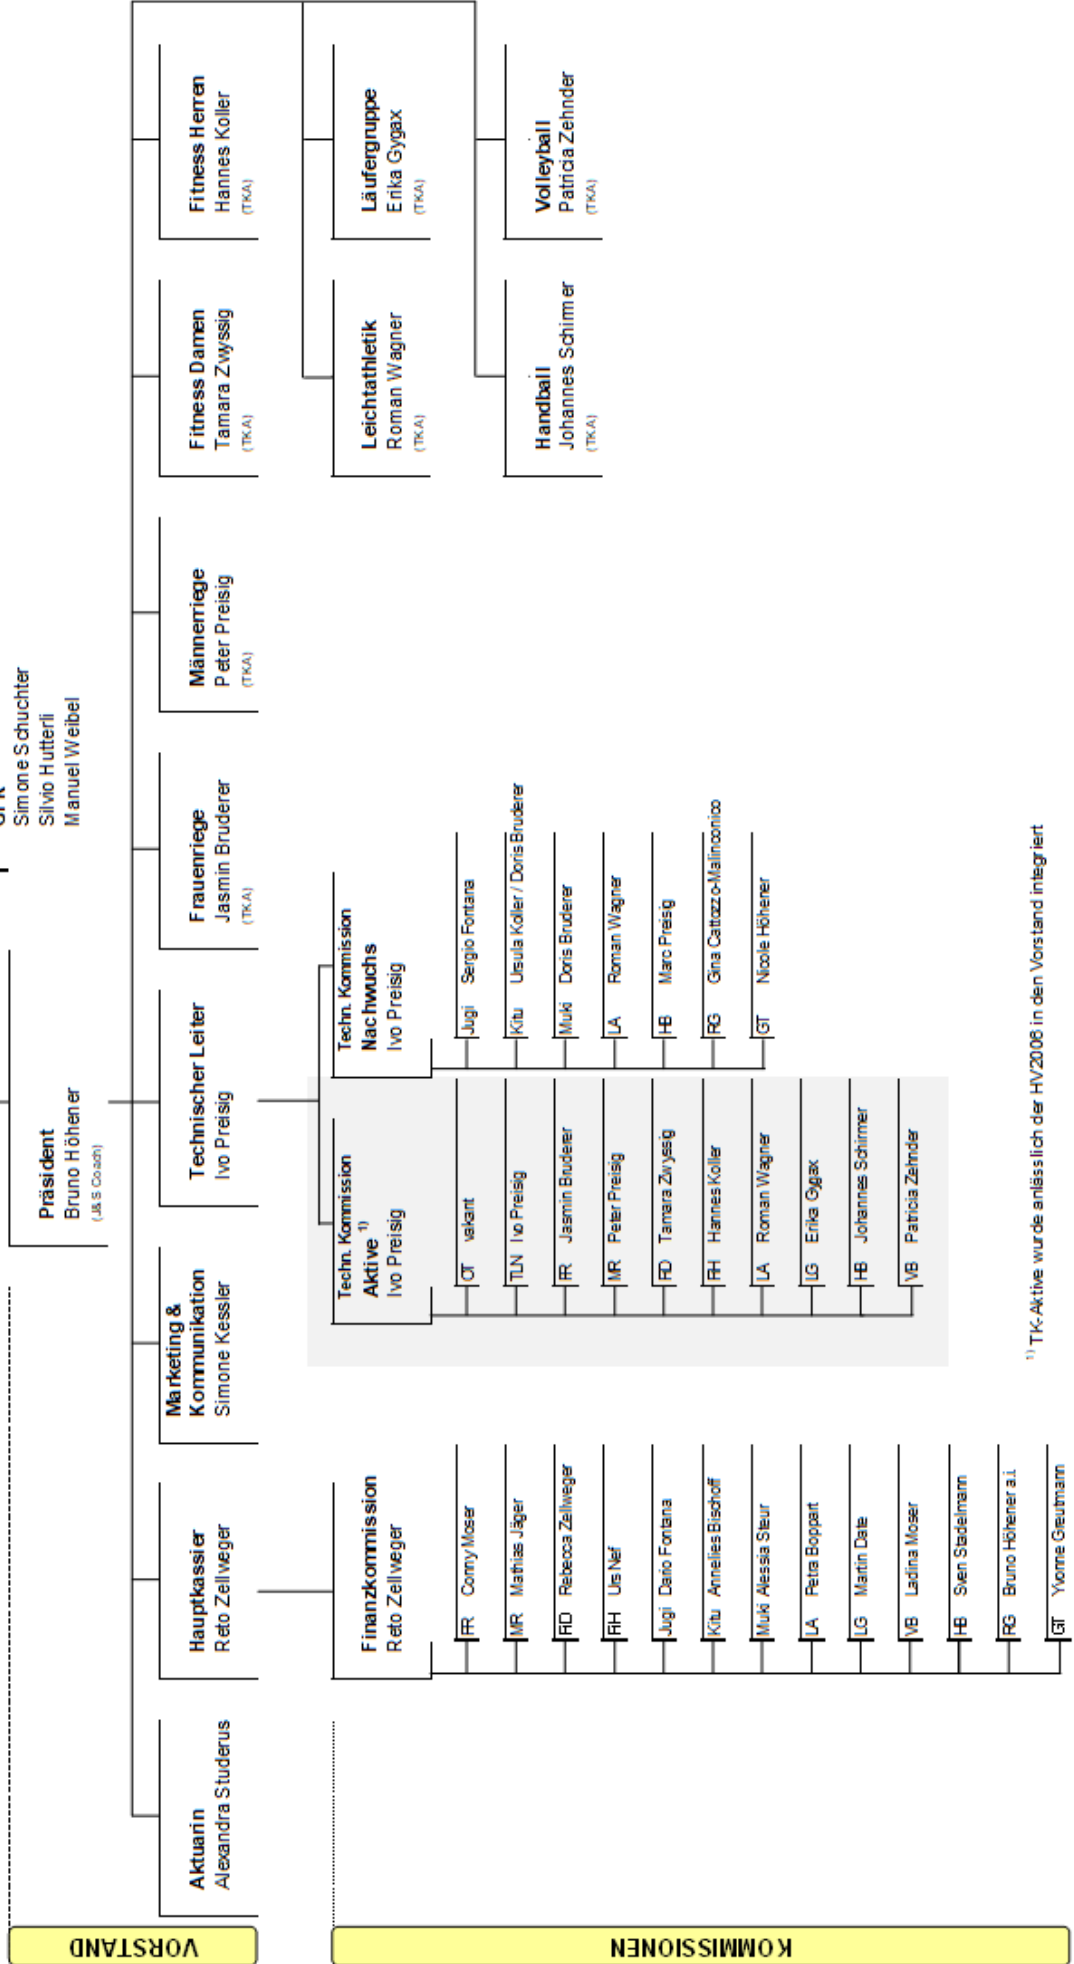 GPK
Simone Schuchter
Silvio Hutterli
Manuel Weibel
VORSTAND
Präsident
Bruno Höhener
(J&S Coach)
Aktuarin
Alexandra Studerus
Hauptkassier
Reto Zellweger
Marketing &
Kommunikation
Simone Kessler
Technischer Leiter
Ivo Preisig
Frauenriege
Jasmin Bruderer
(TKA)
Männerriege
Peter Preisig
(TKA)
Fitness Damen
Tamara Zwyssig
(TKA)
Fitness Herren
Hannes Koller
(TKA)
Leichtathletik
Roman Wagner
(TKA)
Läufergruppe
Erika Gygax
(TKA)
Handball
Johannes Schirmer
(TKA)
Volleyball
Patricia Zehnder
(TKA)
KOMMISSIONEN
Finanzkommission
Reto Zellweger
FR Conny Moser
MR Mathias Jäger
FD Rebecca Zellweger
FH Urs Nef
Jugi Dario Fontana
Kitu Annelies Bischoff
Muki Alessia Steur
LA Petra Boppart
LG Martin Date
VB Ladina Moser
HB Sven Stadelmann
RG Bruno Höhener a.i.
GT Yvonne Greutmann
Techn. Kommission
Aktive 1)
Ivo Preisig
OT vakant
TLN Ivo Preisig
FR Jasmin Bruderer
MR Peter Preisig
FD Tamara Zwyssig
FH Hannes Koller
LA Roman Wagner
LG Erika Gygax
HB Johannes Schirmer
VB Patricia Zehnder
Techn. Kommission
Nachwuchs
Ivo Preisig
Jugi Sergio Fontana
Kitu Ursula Koller / Doris Bruderer
Muki Doris Bruderer
LA Roman Wagner
HB Marc Preisig
RG Gina Cattozzo-Malinconico
GT Nicole Höhener
1) TK-Aktive wurde anlässlich der HV2006 in den Vorstand integriert